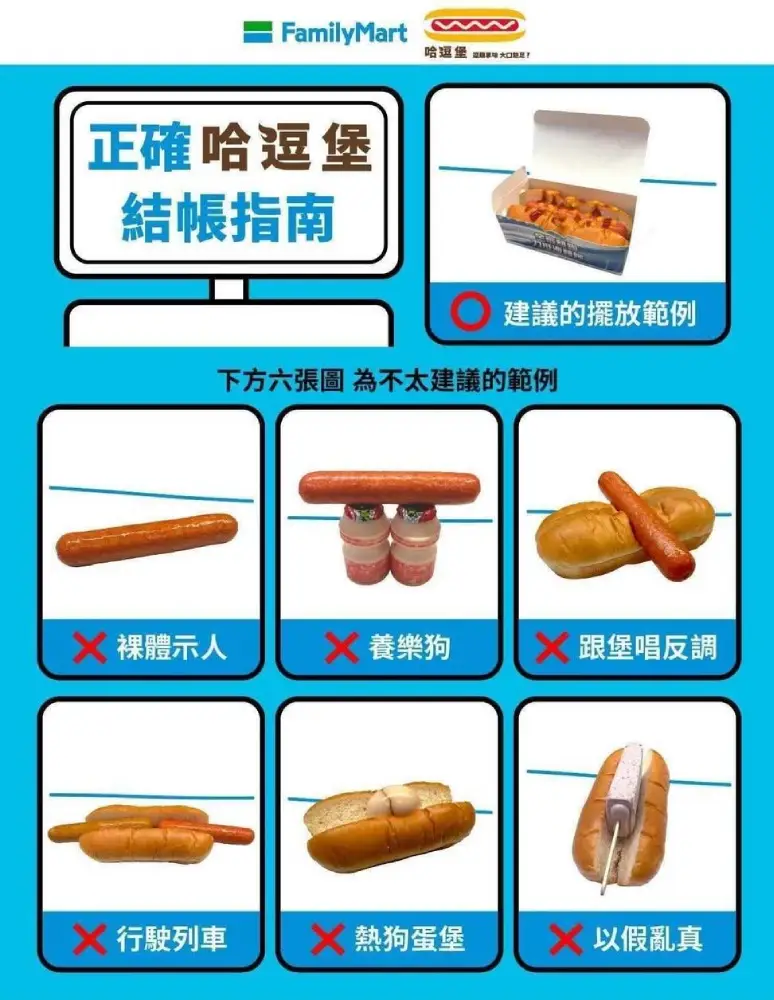 FamilyMart
哈逗堡
正確哈逗堡
結帳指南
建議的擺放範例
下方六張圖 為不太建議的範例
裸體示人
養樂狗
跟堡唱反調
行駛列車
熱狗蛋堡
以假亂真